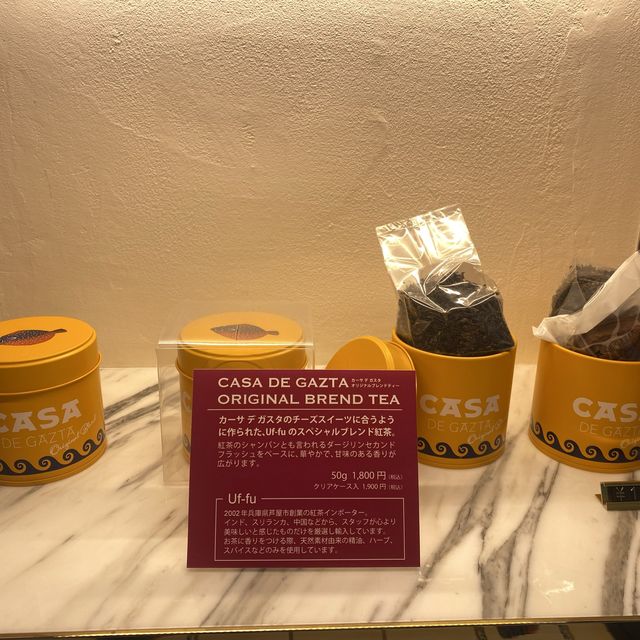 CASA DE GAZTA カーサ デ ガスタ
オリジナルブレンドティー
ORIGINAL BREND TEA
カーサ デ ガスタのチーズスイーツに合うよう
に作られた、Uf-fu のスペシャルブレンド紅茶。
紅茶のシャンパンとも言われるダージリンセカンド
フラッシュをベースに、華やかで、甘味のある香りが
広がります。
50g 1,800 円 (税込)
クリアケース入 1,900 円 (税込)
Uf-fu
2002 年兵庫県芦屋市創業の紅茶インポーター。
インド、スリランカ、中国などから、スタッフが心より
美味しいと感じたものだけを厳選し輸入しています。
お茶に香りをつける際、天然素材由来の精油、ハーブ、
スパイスなどのみを使用しています。
CASA
DE GAZTA
Original Blend
CASA
DE GAZTA
CASA
DE GAZTA